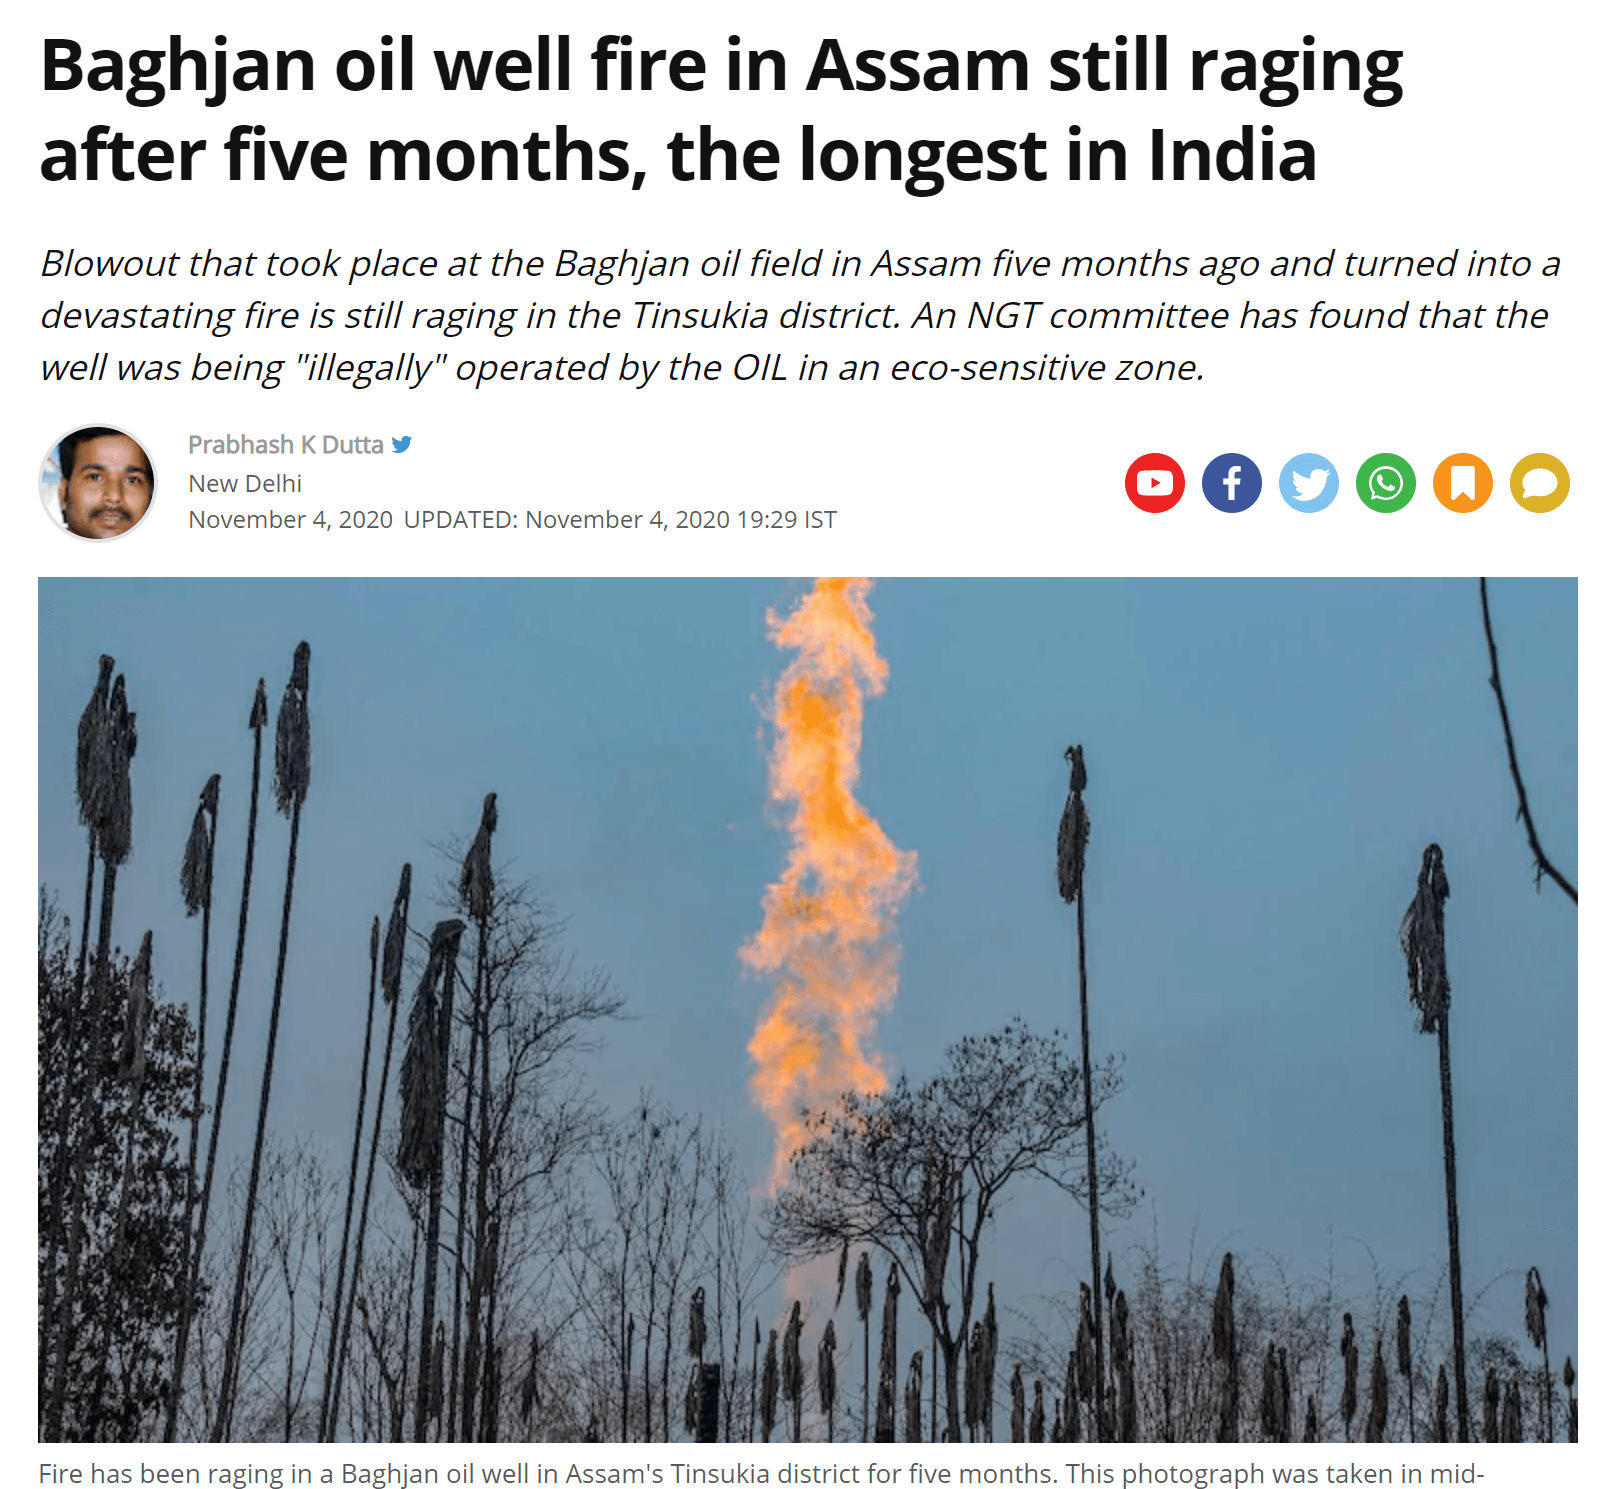 Baghjan oil well fire in Assam still raging
after five months, the longest in India
Blowout that took place at the Baghjan oil field in Assam five months ago and turned into a
devastating fire is still raging in the Tinsukia district. An NGT committee has found that the
well was being "illegally" operated by the OIL in an eco-sensitive zone.
Prabhash K Dutta
New Delhi
November 4, 2020 UPDATED: November 4, 2020 19:29 IST
Fire has been raging in a Baghjan oil well in Assam's Tinsukia district for five months. This photograph was taken in mid-